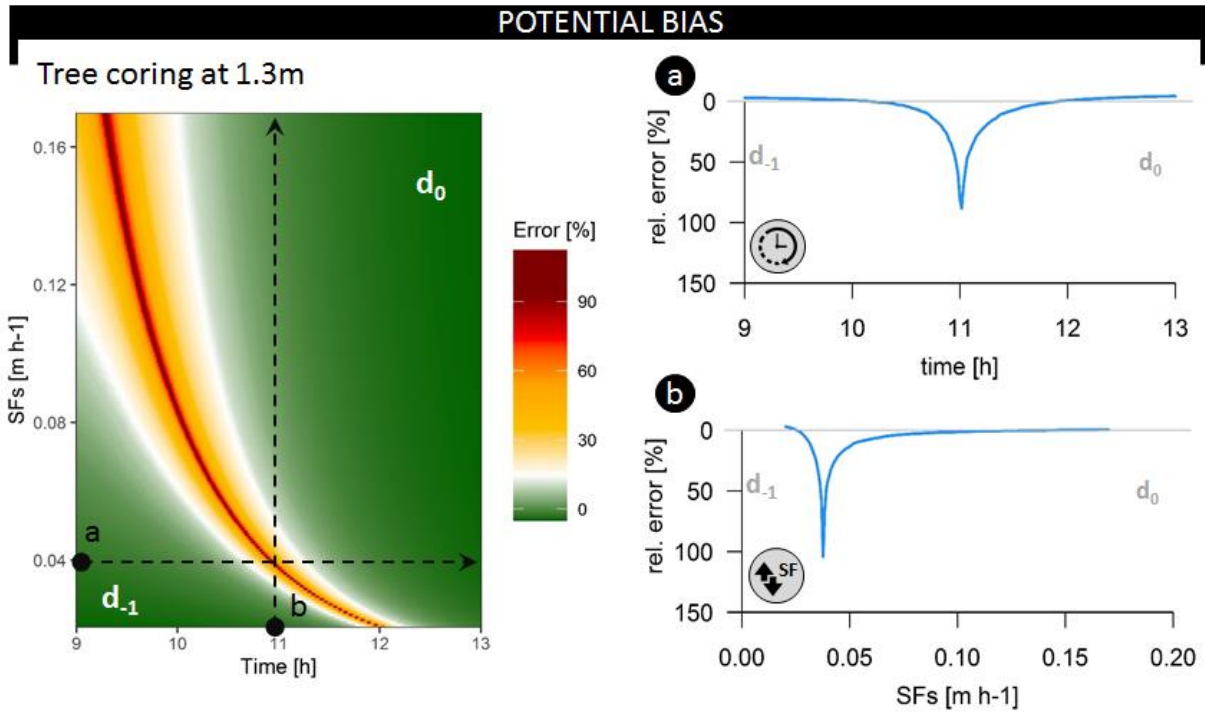 POTENTIAL BIAS
Tree coring at 1.3m
0.16
0.12
0.08
0.04
SFs [m h-1]
d0
d-1
a
b
9 10 11 12 13
Time [h]
Error [%]
90
60
30
0
a
0
50
100
150
rel. error [%]
d-1
d0
9 10 11 12 13
time [h]
b
0
50
100
150
rel. error [%]
d-1
d0
SF
0.00 0.05 0.10 0.15 0.20
SFs [m h-1]